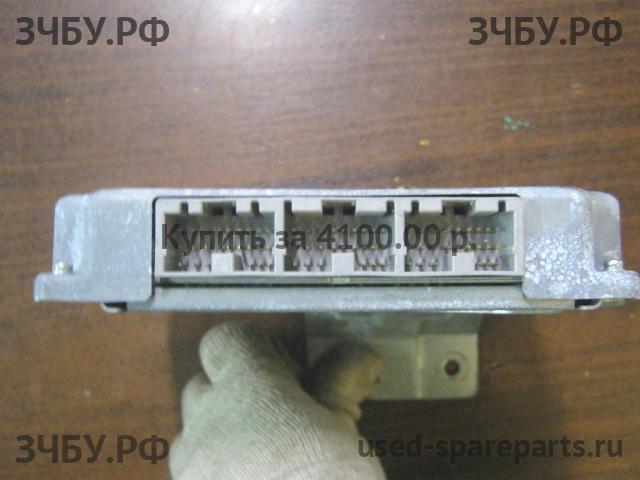 ЗЧБУ.РФ ЗЧБУ.РФ
Купить за 4100.00 р.
ЗЧБУ.РФ used-spareparts.ru